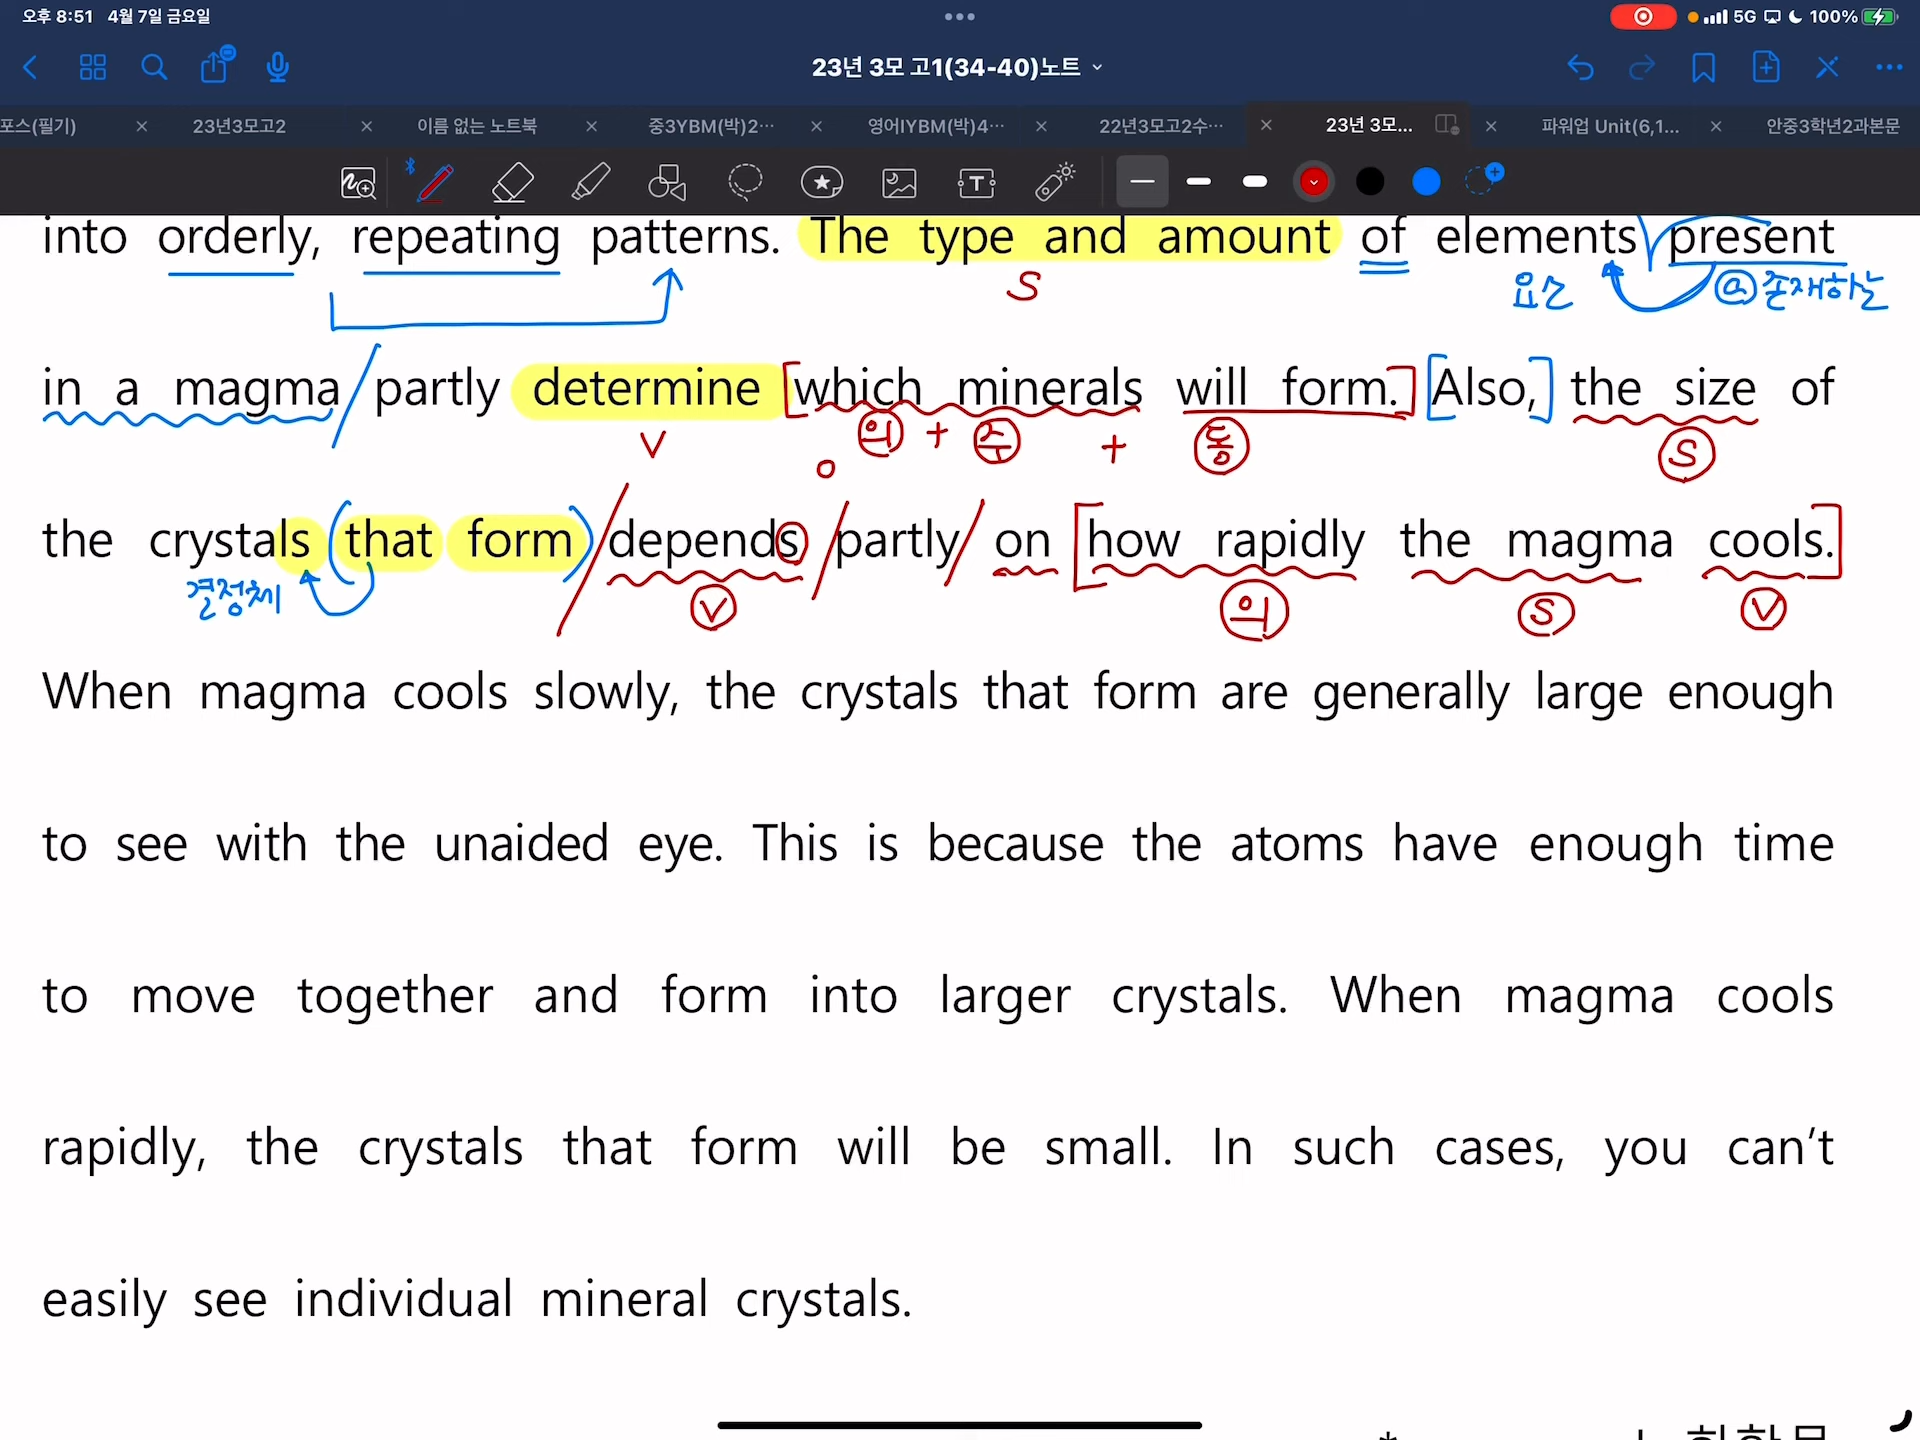 오후 8:51 4월 7일 금요일
5G 100%
23년 3모 고1(34-40)노트
포스(필기) 23년3모고2 이름 없는 노트북 중3YBM(박)2… 영어IYBM(박)4… 22년3모고2수… 23년 3모... 파워업 Unit(6,1... 안중3학년2과본문
into orderly, repeating patterns. The type and amount of elements present
S 요소 ⓐ존재하는
in a magma / partly determine [which minerals will form.] [Also,] the size of
V 의 + 주 + 동 S
o
the crystals (that form) / depends / partly / on [how rapidly the magma cools.]
결정체 V 의 S V
When magma cools slowly, the crystals that form are generally large enough
to see with the unaided eye. This is because the atoms have enough time
to move together and form into larger crystals. When magma cools
rapidly, the crystals that form will be small. In such cases, you can't
easily see individual mineral crystals.